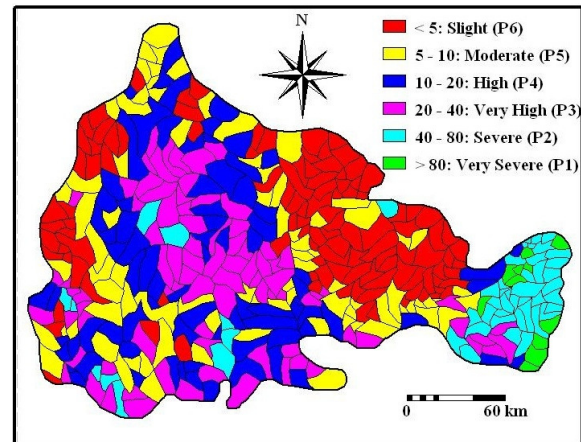 < 5: Slight (P6)
5 - 10: Moderate (P5)
10 - 20: High (P4)
20 - 40: Very High (P3)
40 - 80: Severe (P2)
> 80: Very Severe (P1)
N
0 60 km